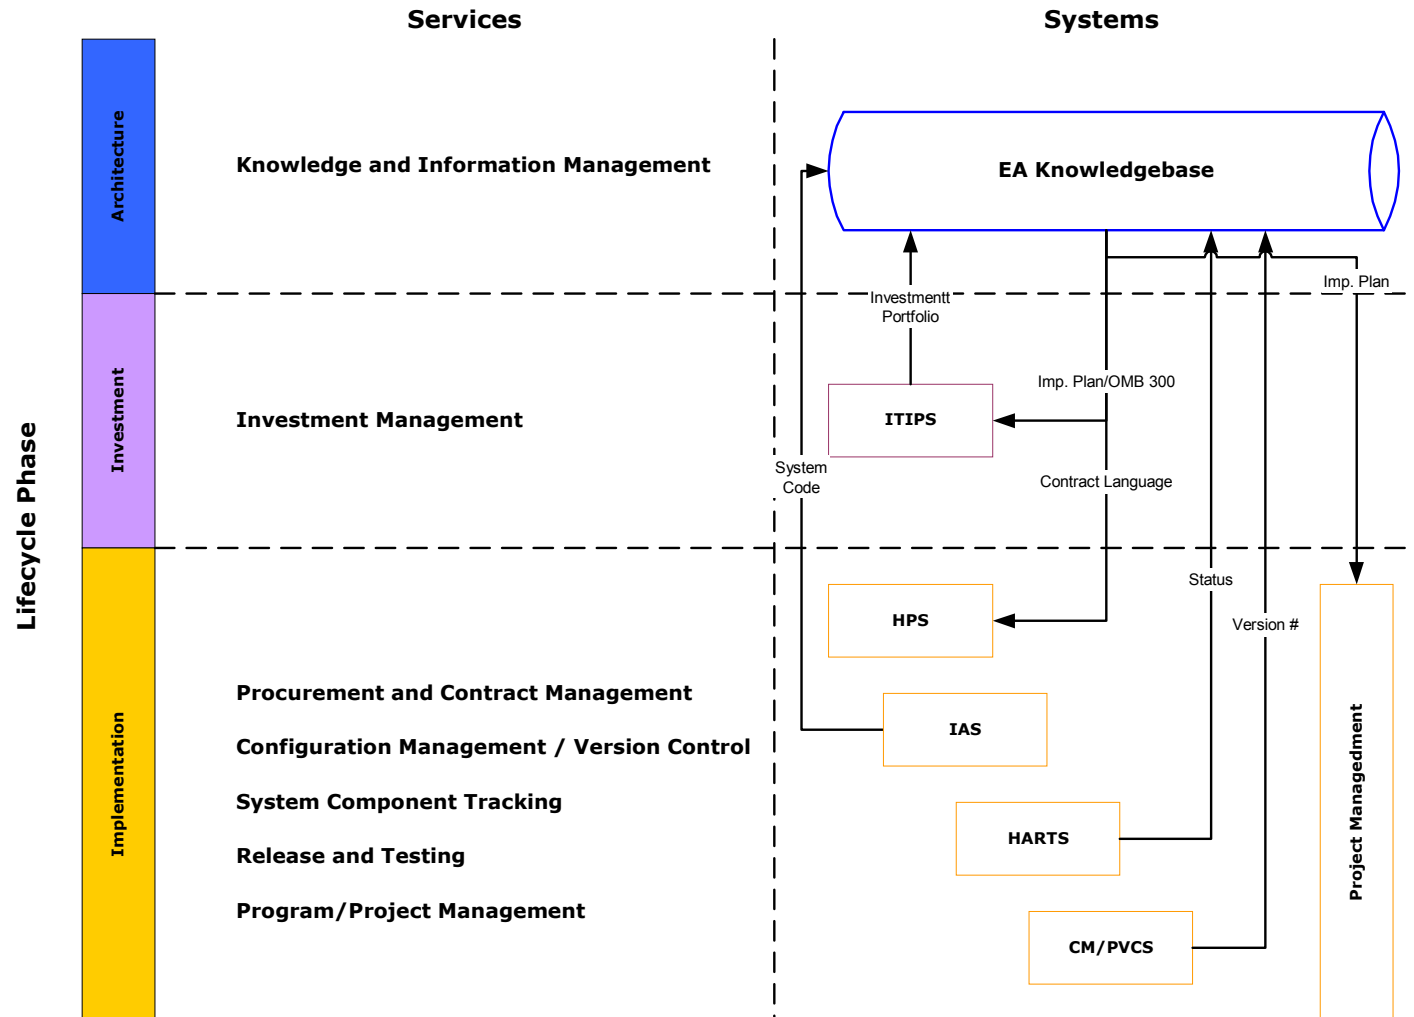 Services
Systems
Lifecycle Phase
Architecture
Knowledge and Information Management
EA Knowledgebase
Imp. Plan
Investmentt
Portfolio
Investment
Investment Management
Imp. Plan/OMB 300
ITIPS
System
Code
Contract Language
Status
Version #
HPS
Implementation
Procurement and Contract Management
Configuration Management / Version Control
System Component Tracking
Release and Testing
Program/Project Management
IAS
HARTS
CM/PVCS
Project Managedment